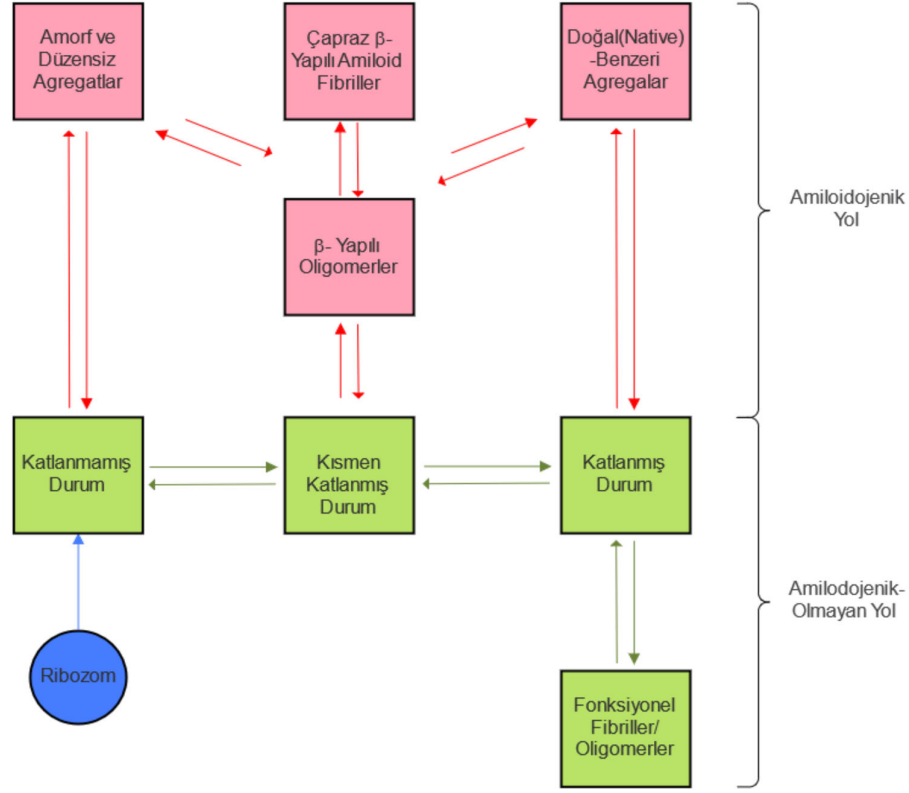 Amorf ve
Düzensiz
Agregatlar
Çapraz β-
Yapılı Amiloid
Fibriller
Doğal(Native)
-Benzeri
Agregalar
Amiloidojenik
Yol
β- Yapılı
Oligomerler
Katlanmamış
Durum
Kısmen
Katlanmış
Durum
Katlanmış
Durum
Amilodojenik-
Olmayan Yol
Ribozom
Fonksiyonel
Fibriller/
Oligomerler